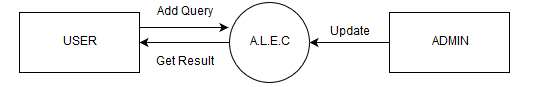 Add Query
USER
A.L.E.C
Update
ADMIN
Get Result